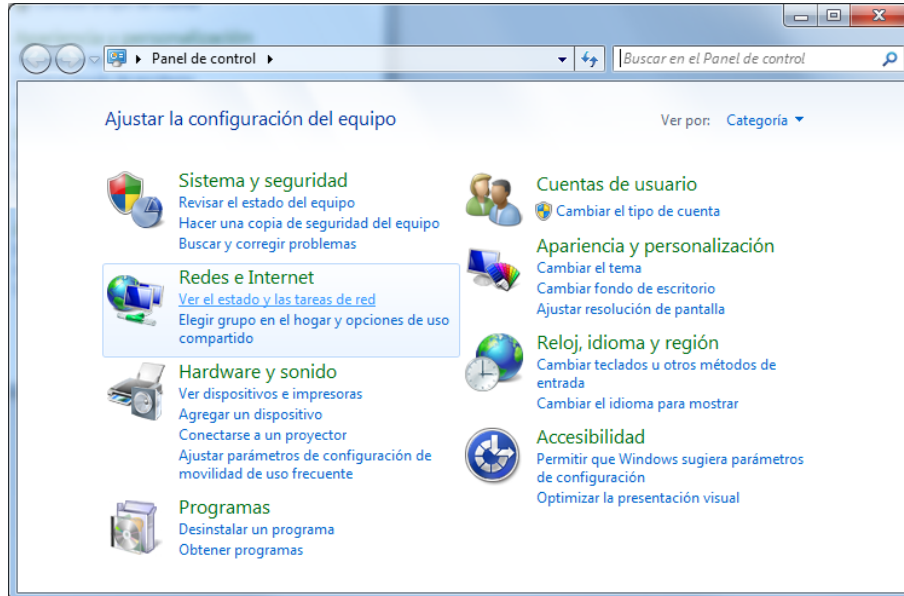 Panel de control
Buscar en el Panel de control
Ajustar la configuración del equipo
Ver por: Categoría
Sistema y seguridad
Revisar el estado del equipo
Hacer una copia de seguridad del equipo
Buscar y corregir problemas
Redes e Internet
Ver el estado y las tareas de red
Elegir grupo en el hogar y opciones de uso
compartido
Hardware y sonido
Ver dispositivos e impresoras
Agregar un dispositivo
Conectarse a un proyector
Ajustar parámetros de configuración de
movilidad de uso frecuente
Programas
Desinstalar un programa
Obtener programas
Cuentas de usuario
Cambiar el tipo de cuenta
Apariencia y personalización
Cambiar el tema
Cambiar fondo de escritorio
Ajustar resolución de pantalla
Reloj, idioma y región
Cambiar teclados u otros métodos de
entrada
Cambiar el idioma para mostrar
Accesibilidad
Permitir que Windows sugiera parámetros
de configuración
Optimizar la presentación visual